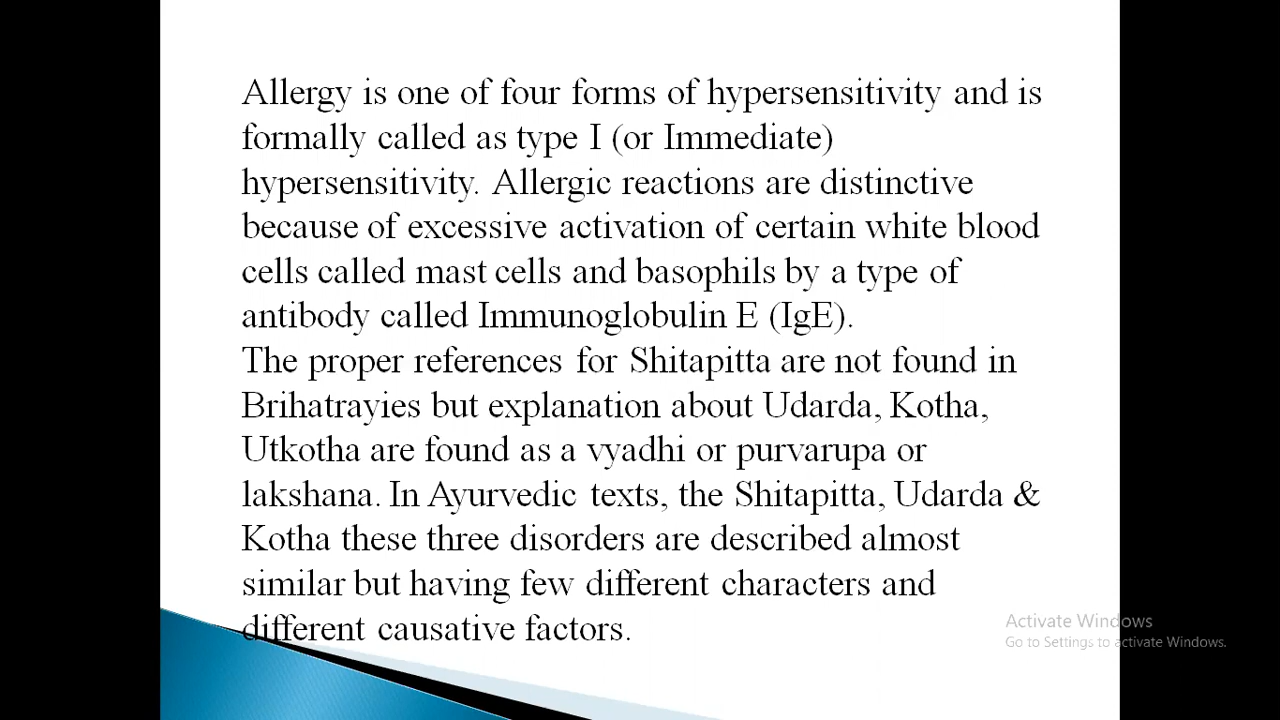 Allergy is one of four forms of hypersensitivity and is
formally called as type I (or Immediate)
hypersensitivity. Allergic reactions are distinctive
because of excessive activation of certain white blood
cells called mast cells and basophils by a type of
antibody called Immunoglobulin E (IgE).
The proper references for Shitapitta are not found in
Brihatrayies but explanation about Udarda, Kotha,
Utkotha are found as a vyadhi or purvarupa or
lakshana. In Ayurvedic texts, the Shitapitta, Udarda &
Kotha these three disorders are described almost
similar but having few different characters and
different causative factors.
Activate Windows
Go to Settings to activate Windows.